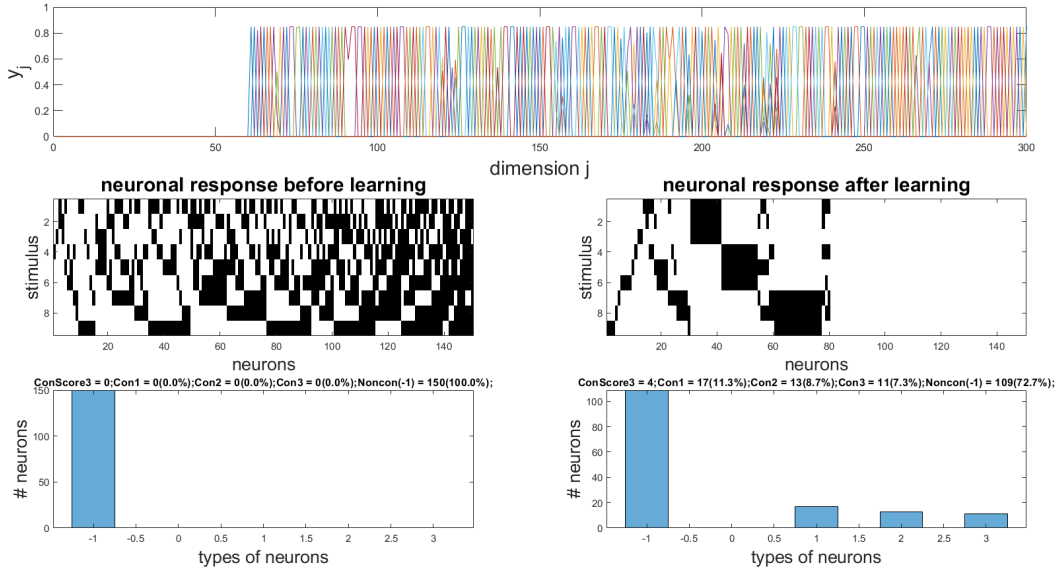 1
0.8
0.6
0.4
0.2
0
y_j
0 50 100 150 200 250 300
dimension j
neuronal response before learning
2
4
6
8
stimulus
20 40 60 80 100 120 140
neurons
neuronal response after learning
2
4
6
8
stimulus
20 40 60 80 100 120 140
neurons
ConScore3 = 0;Con1 = 0(0.0%);Con2 = 0(0.0%);Con3 = 0(0.0%);Noncon(-1) = 150(100.0%);
150
100
50
0
# neurons
-1 -0.5 0 0.5 1 1.5 2 2.5 3
types of neurons
ConScore3 = 4;Con1 = 17(11.3%);Con2 = 13(8.7%);Con3 = 11(7.3%);Noncon(-1) = 109(72.7%);
100
80
60
40
20
0
# neurons
-1 -0.5 0 0.5 1 1.5 2 2.5 3
types of neurons